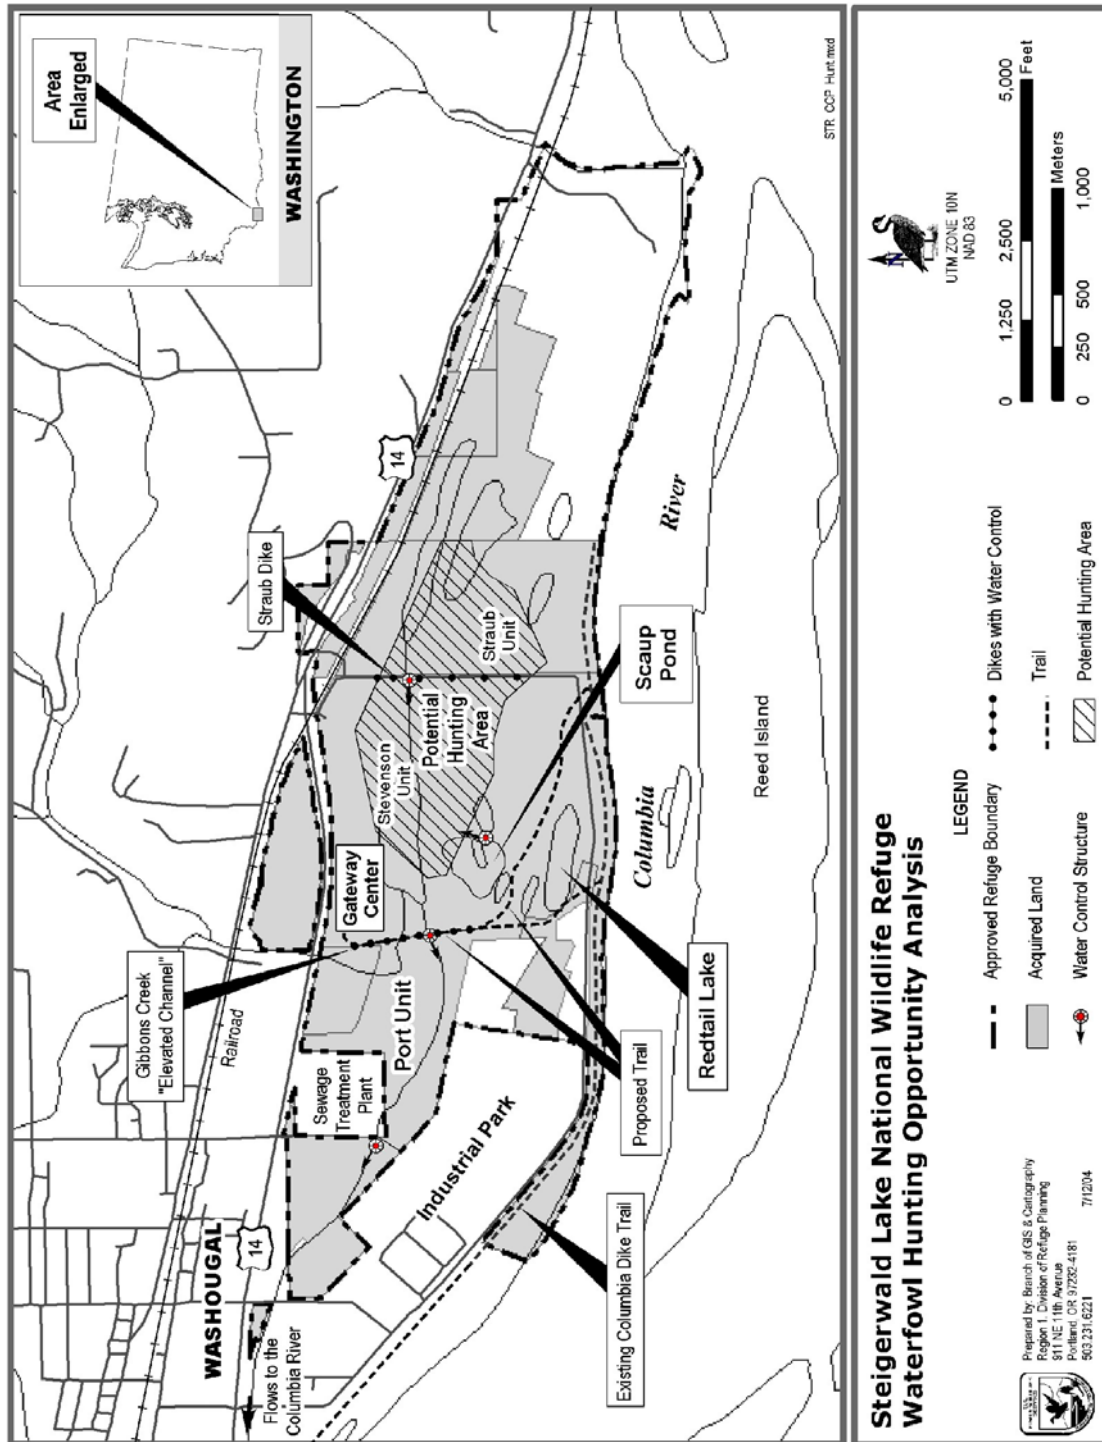 Area
Enlarged
WASHINGTON
STR_CCP_Hunt.mxd
14
Straub Dike
Gibbons Creek
"Elevated Channel"
Railroad
Gateway
Center
Stevenson
Unit
Potential
Hunting
Area
Straub
Unit
Port Unit
Sewage
Treatment
Plant
Industrial Park
WASHOUGAL
14
Flows to the
Columbia River
Scaup
Pond
Redtail Lake
Proposed Trail
Existing Columbia Dike Trail
Columbia
River
Reed Island
Steigerwald Lake National Wildlife Refuge
Waterfowl Hunting Opportunity Analysis
LEGEND
Approved Refuge Boundary
Dikes with Water Control
Acquired Land
Trail
Water Control Structure
Potential Hunting Area
N
UTM ZONE 10N
NAD 83
0 1,250 2,500 5,000
Feet
Meters
0 250 500 1,000
Prepared by: Branch of GIS & Cartography
Region 1, Division of Refuge Planning
911 NE 11th Avenue
Portland, OR 97232-4181
503.231.6221 7/12/04